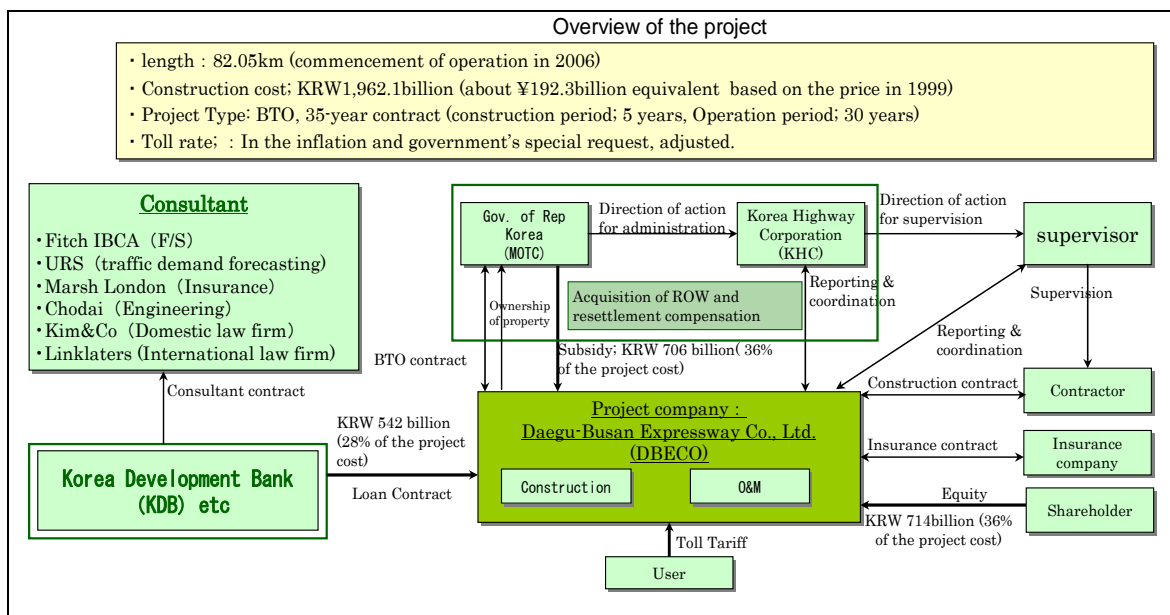 Overview of the project
・length : 82.05km (commencement of operation in 2006)
・Construction cost; KRW1,962.1billion (about ¥192.3billion equivalent based on the price in 1999)
・Project Type: BTO, 35-year contract (construction period; 5 years, Operation period; 30 years)
・Toll rate; : In the inflation and government's special request, adjusted.
Consultant
・Fitch IBCA (F/S)
・URS (traffic demand forecasting)
・Marsh London (Insurance)
・Chodai (Engineering)
・Kim&Co (Domestic law firm)
・Linklaters (International law firm)
Consultant contract
Korea Development Bank
(KDB) etc
KRW 542 billion
(28% of the project
cost)
Loan Contract
Gov. of Rep
Korea
(MOTC)
Direction of action
for administration
Korea Highway
Corporation
(KHC)
Direction of action
for supervision
supervisor
Ownership
of property
Acquisition of ROW and
resettlement compensation
Reporting &
coordination
Supervision
BTO contract
Subsidy; KRW 706 billion( 36%
of the project cost)
Reporting &
coordination
Project company :
Daegu-Busan Expressway Co., Ltd.
(DBECO)
Construction
O&M
Construction contract
Contractor
Insurance contract
Insurance
company
Equity
KRW 714billion (36%
of the project cost)
Shareholder
Toll Tariff
User